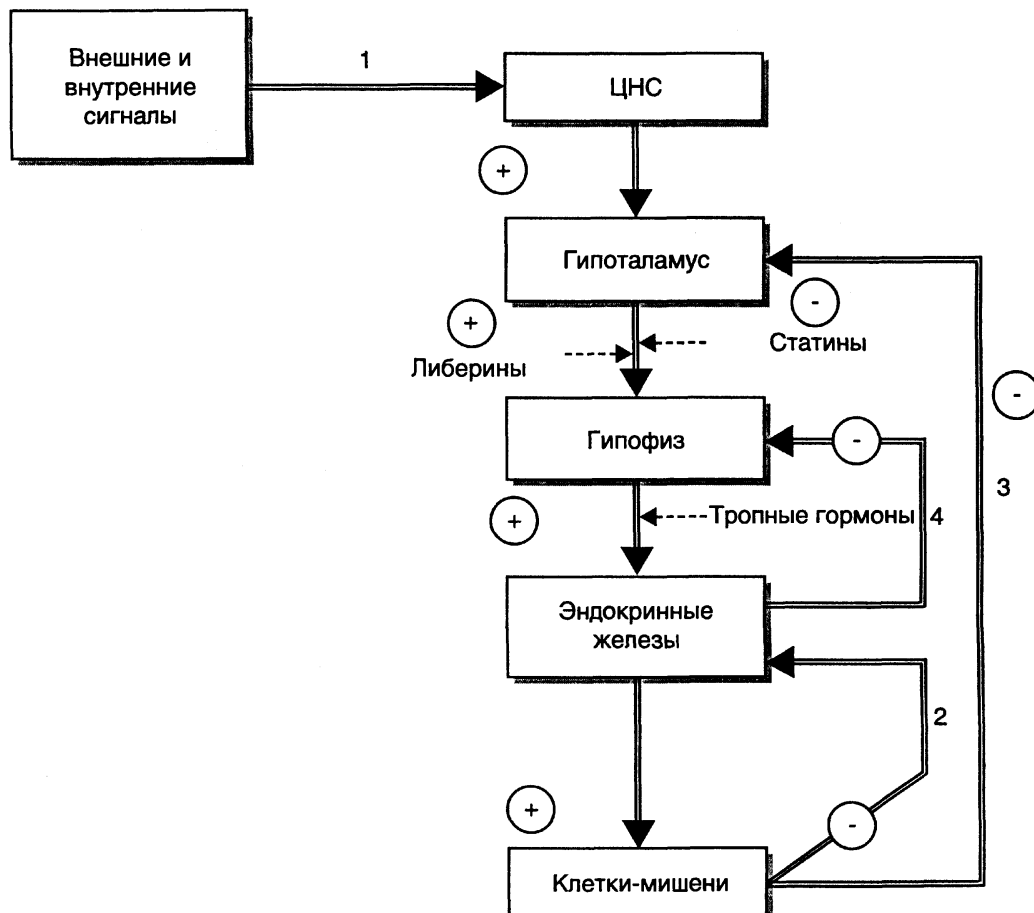 Внешние и
внутренние
сигналы
1
ЦНС
+
Гипоталамус
+
-
Либерины
Статины
-
Гипофиз
-
3
+
Тропные гормоны
4
Эндокринные
железы
2
+
-
Клетки-мишени